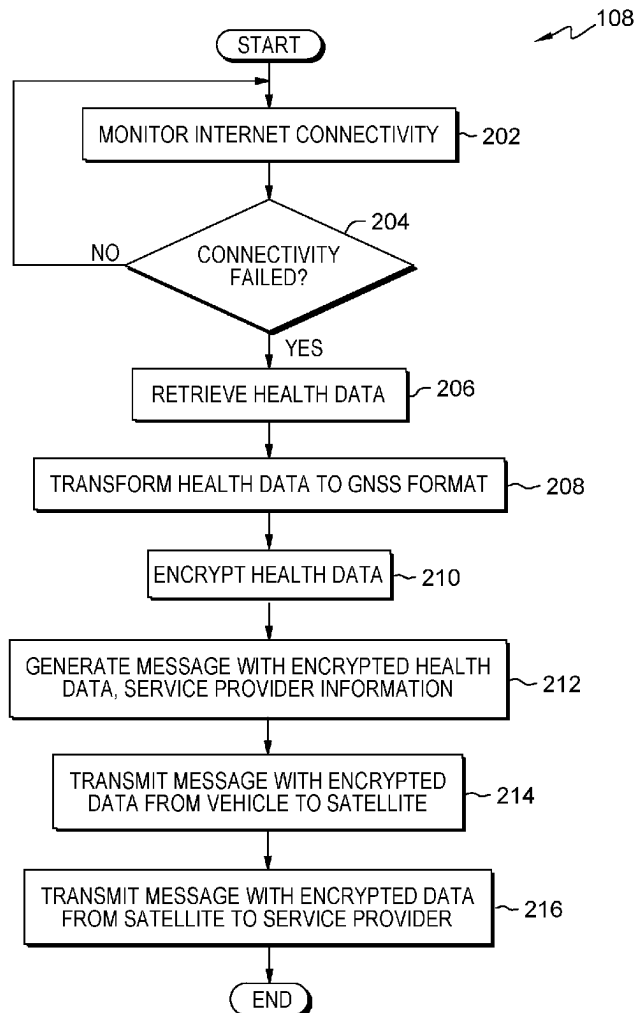 108
START
MONITOR INTERNET CONNECTIVITY
202
204
CONNECTIVITY
FAILED?
NO
YES
RETRIEVE HEALTH DATA
206
TRANSFORM HEALTH DATA TO GNSS FORMAT
208
ENCRYPT HEALTH DATA
210
GENERATE MESSAGE WITH ENCRYPTED HEALTH
DATA, SERVICE PROVIDER INFORMATION
212
TRANSMIT MESSAGE WITH ENCRYPTED
DATA FROM VEHICLE TO SATELLITE
214
TRANSMIT MESSAGE WITH ENCRYPTED DATA
FROM SATELLITE TO SERVICE PROVIDER
216
END